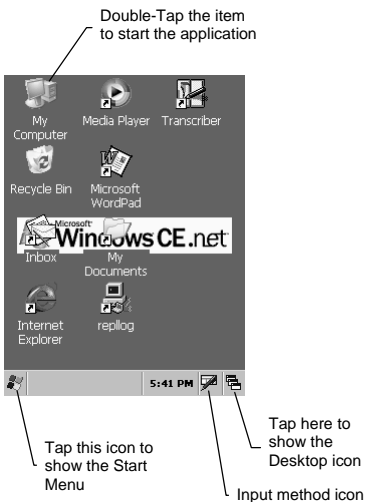 Double-Tap the item
to start the application
My
Computer
Media Player
Transcriber
Recycle Bin
Microsoft
WordPad
Microsoft
Windows CE.net
Inbox
My
Documents
Internet
Explorer
repllog
5:41 PM
Tap this icon to
show the Start
Menu
Tap here to
show the
Desktop icon
Input method icon